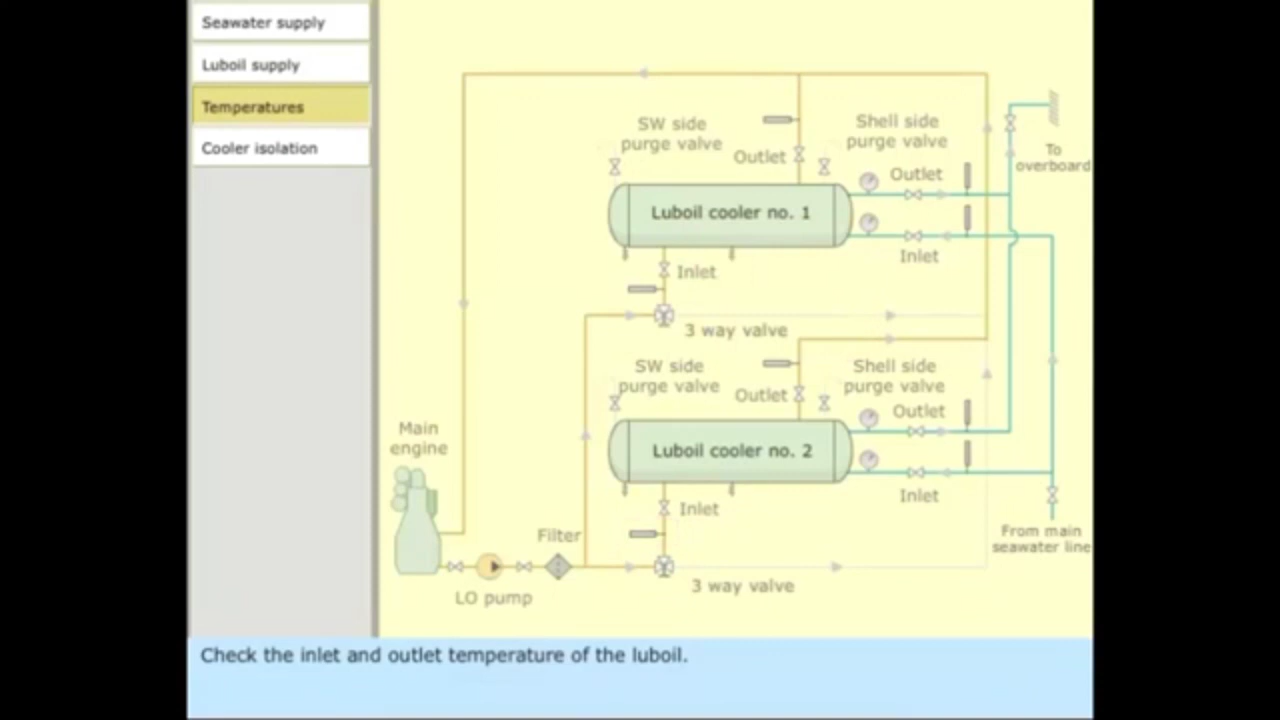 Seawater supply
Luboil supply
Temperatures
Cooler isolation
SW side
purge valve
Shell side
purge valve
Outlet
To
overboard
Outlet
Luboil cooler no. 1
Inlet
Inlet
3 way valve
SW side
purge valve
Shell side
purge valve
Outlet
Outlet
Main
engine
Luboil cooler no. 2
Inlet
Inlet
Filter
From main
seawater line
LO pump
3 way valve
Check the inlet and outlet temperature of the luboil.